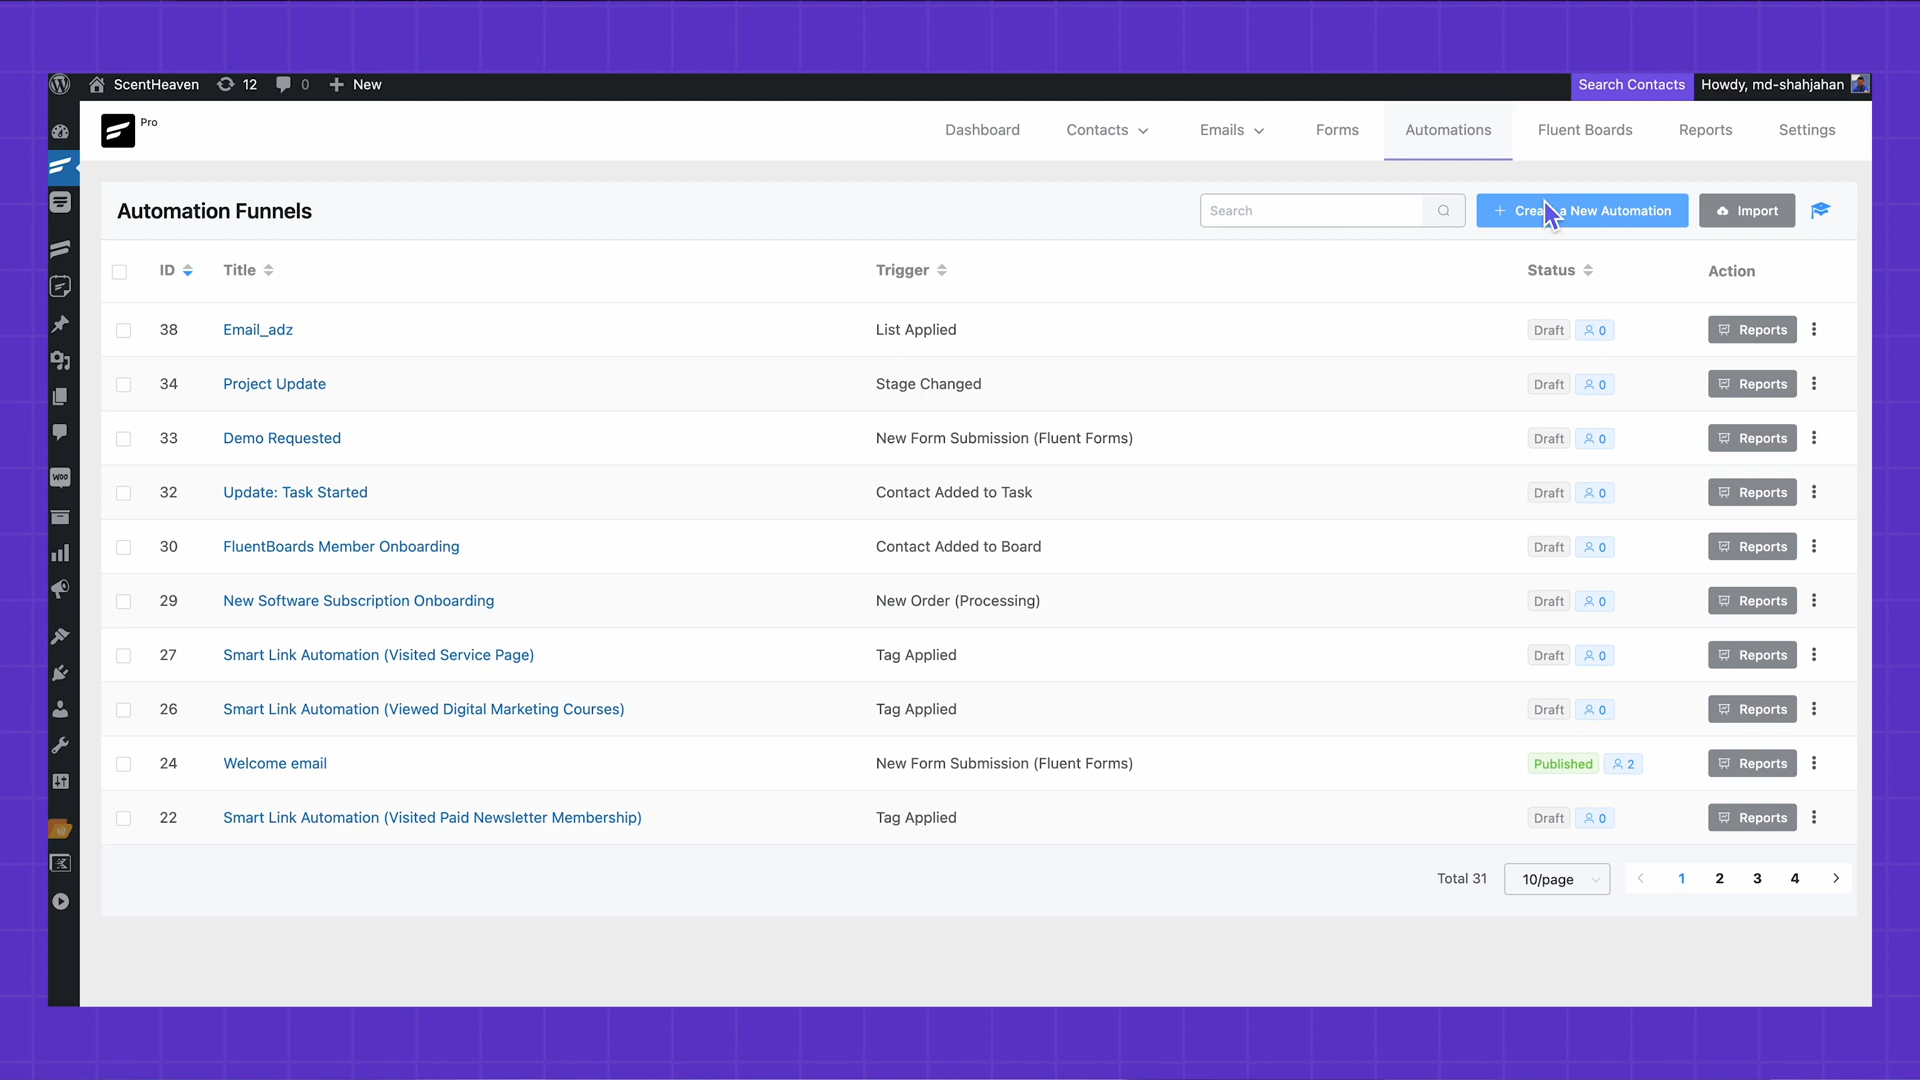 ScentHeaven 12 0 New Search Contacts Howdy, md-shahjahan
Pro Dashboard Contacts Emails Forms Automations Fluent Boards Reports Settings
Automation Funnels Search + Create a New Automation Import
ID Title Trigger Status Action
38 Email_adz List Applied Draft 0 Reports
34 Project Update Stage Changed Draft 0 Reports
33 Demo Requested New Form Submission (Fluent Forms) Draft 0 Reports
32 Update: Task Started Contact Added to Task Draft 0 Reports
30 FluentBoards Member Onboarding Contact Added to Board Draft 0 Reports
29 New Software Subscription Onboarding New Order (Processing) Draft 0 Reports
27 Smart Link Automation (Visited Service Page) Tag Applied Draft 0 Reports
26 Smart Link Automation (Viewed Digital Marketing Courses) Tag Applied Draft 0 Reports
24 Welcome email New Form Submission (Fluent Forms) Published 2 Reports
22 Smart Link Automation (Visited Paid Newsletter Membership) Tag Applied Draft 0 Reports
Total 31 10/page 1 2 3 4